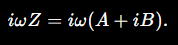 iωZ = iω(A + iB).